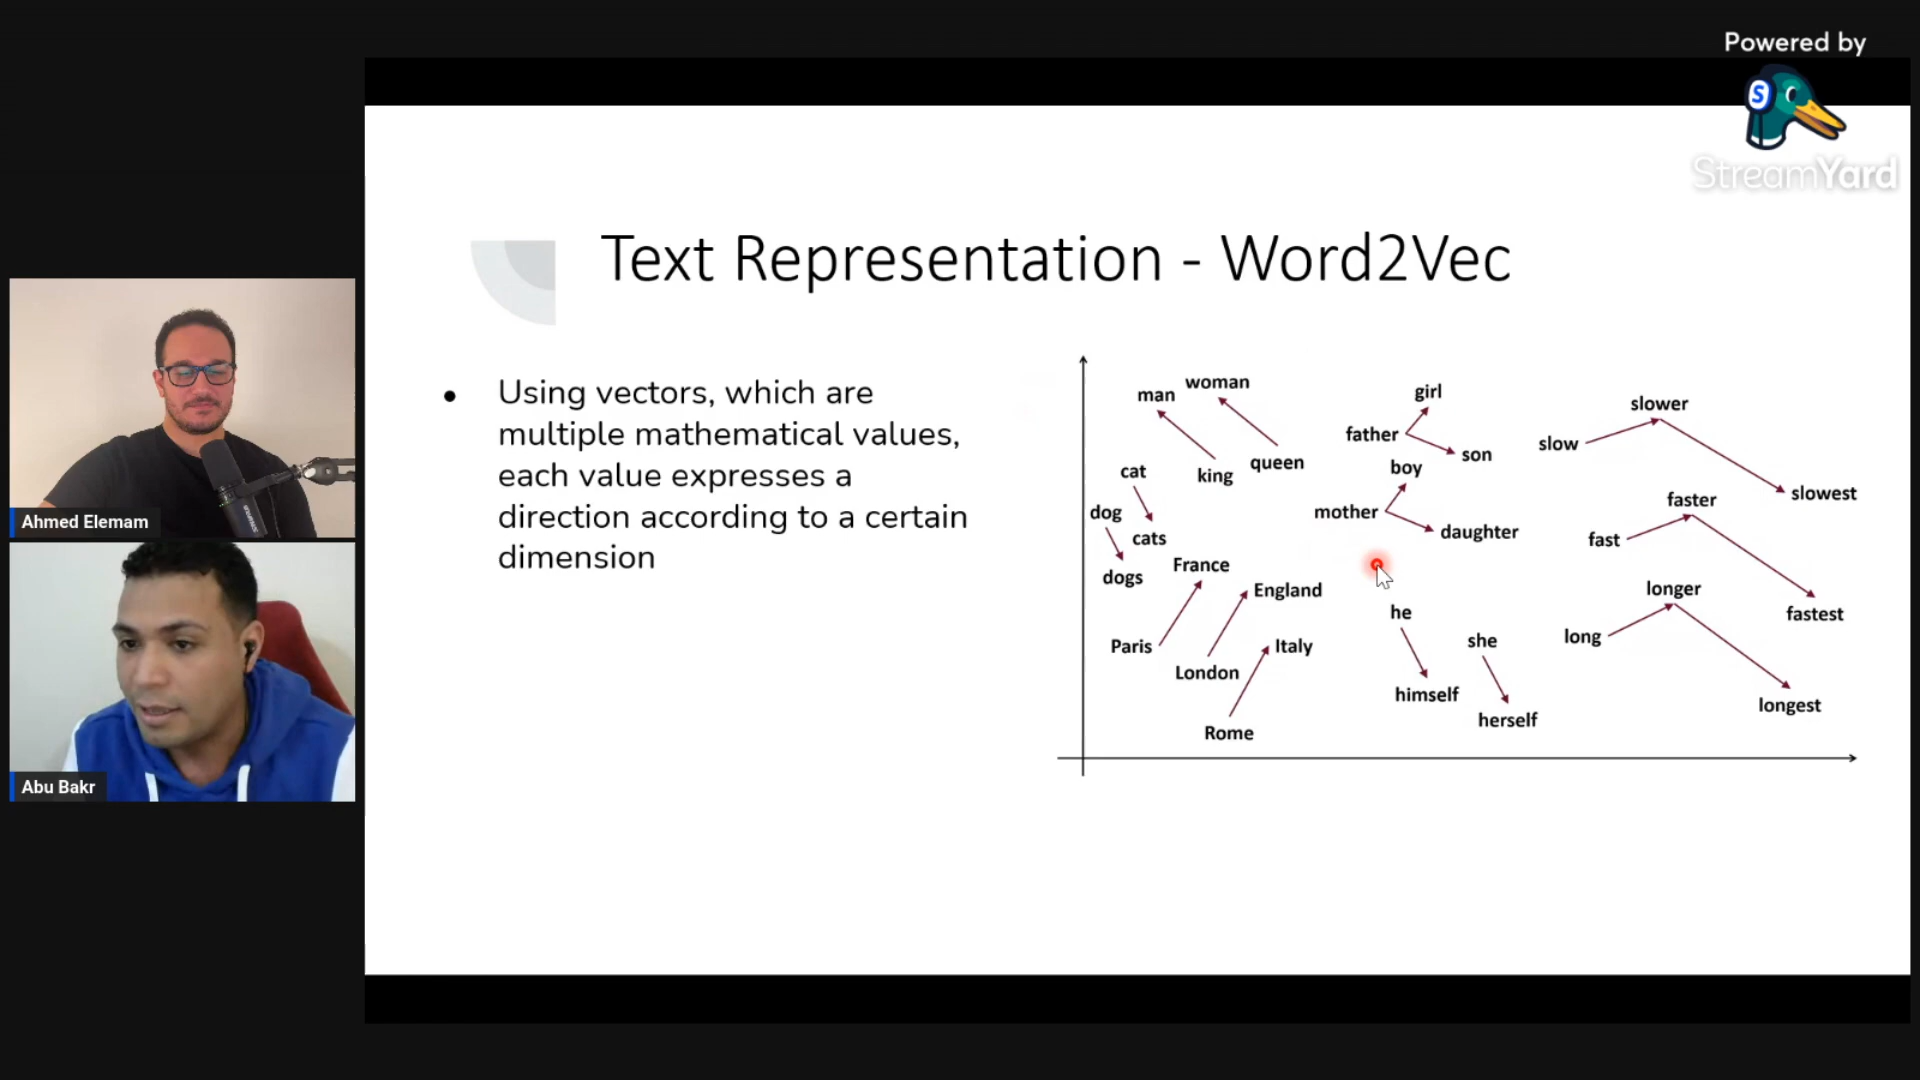 Powered by
StreamYard
Text Representation - Word2Vec
Using vectors, which are
multiple mathematical values,
each value expresses a
direction according to a certain
dimension
man
woman
king
queen
cat
dog
cats
dogs
France
England
Paris
London
Italy
Rome
girl
father
son
boy
mother
daughter
he
she
himself
herself
slower
slow
slowest
faster
fast
fastest
longer
long
longest
Ahmed Elemam
Abu Bakr